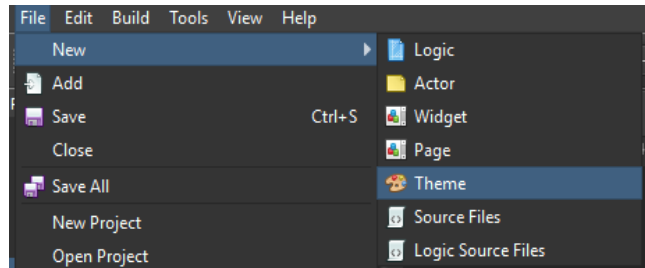 File Edit Build Tools View Help
New
Add
Save Ctrl+S
Close
Save All
New Project
Open Project
Logic
Actor
Widget
Page
Theme
Source Files
Logic Source Files